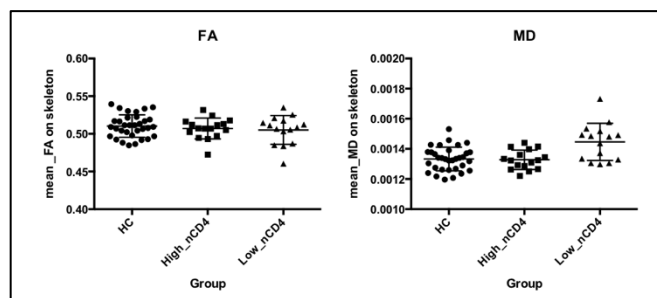 FA
mean_FA on skeleton
0.60
0.55
0.50
0.45
0.40
HC
High_nCD4
Low_nCD4
Group
MD
mean_MD on skeleton
0.0020
0.0018
0.0016
0.0014
0.0012
0.0010
HC
High_nCD4
Low_nCD4
Group